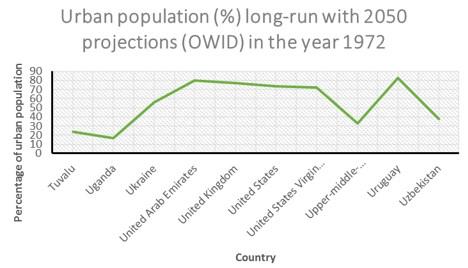 Urban population (%) long-run with 2050
projections (OWID) in the year 1972
Percentage of urban population
90
80
70
60
50
40
30
20
10
0
Tuvalu
Uganda
Ukraine
United Arab Emirates
United Kingdom
United States
United States Virgin...
Upper-middle-...
Uruguay
Uzbekistan
Country